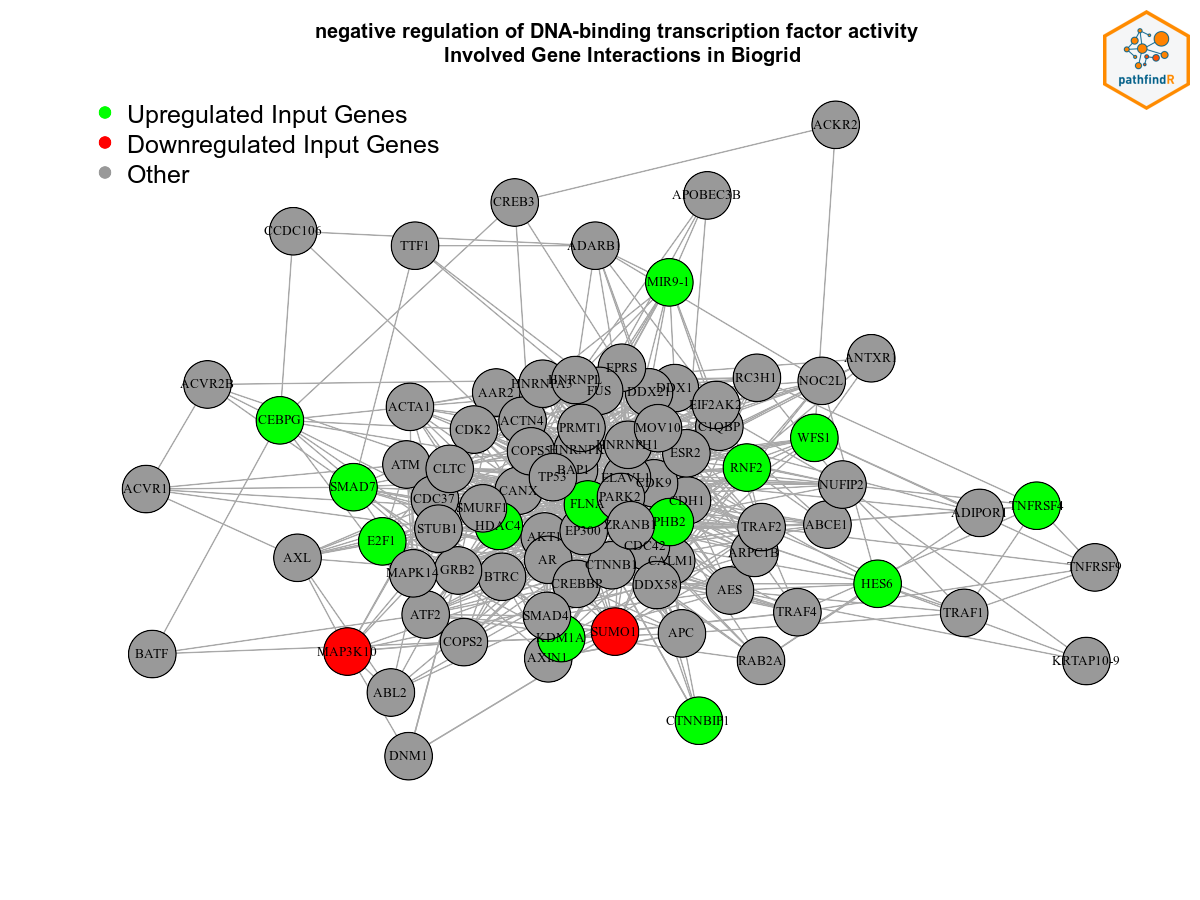 negative regulation of DNA-binding transcription factor activity
Involved Gene Interactions in Biogrid
pathfindR
Upregulated Input Genes
Downregulated Input Genes
Other
ACKR2
APOBEC3B
CREB3
CCDC106
TTF1
ADARB1
MIR9-1
ANTXR1
EPRS
RC3H1
NOC2L
ACVR2B
HNRNPA3
HNRNPL
FUS
DDX21
DDX1
AAR2
ACTA1
EIF2AK2
CEBPG
ACTN4
CDK2
PRMT1
MOV10
C1QBP
WFS1
HNRNPH1
COPS5
ESR2
ATM
CLTC
BAP1
RNF2
TP53
ELAVL1
CDK9
NUFIP2
ACVR1
SMAD7
CANX
CDC37
PARK2
CDH1
FLNA
SMURF1
TNFRSF4
ADIPOR1
HDAC4
STUB1
ZRANB1
PHB2
TRAF2
ABCE1
EP300
AKT1
E2F1
CDC42
ARPC1B
AXL
AR
CALM1
CTNNB1
TNFRSF9
MAPK14
GRB2
BTRC
CREBBP
DDX58
HES6
AES
ATF2
SMAD4
TRAF4
TRAF1
SUMO1
APC
KDM1A
COPS2
BATF
MAP3K10
AXIN1
RAB2A
KRTAP10-9
ABL2
CTNNBIP1
DNM1